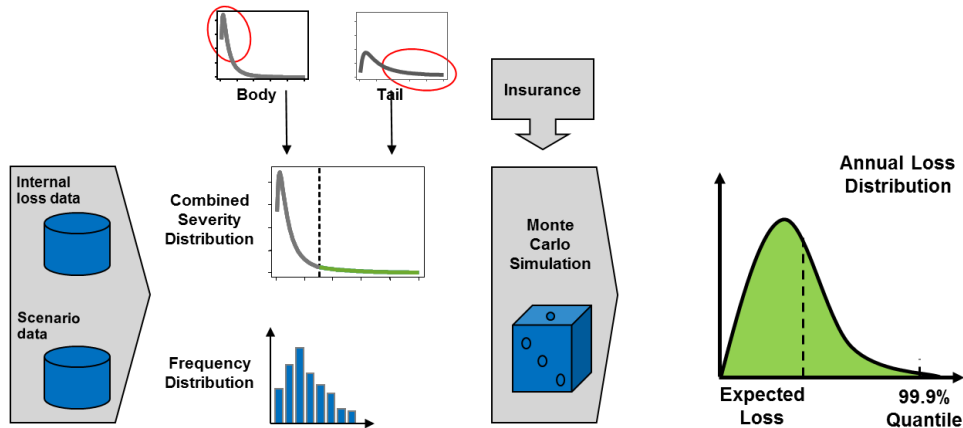 Body
Tail
Insurance
Internal
loss data
Scenario
data
Combined
Severity
Distribution
Frequency
Distribution
Monte
Carlo
Simulation
Annual Loss
Distribution
Expected
Loss
99.9%
Quantile